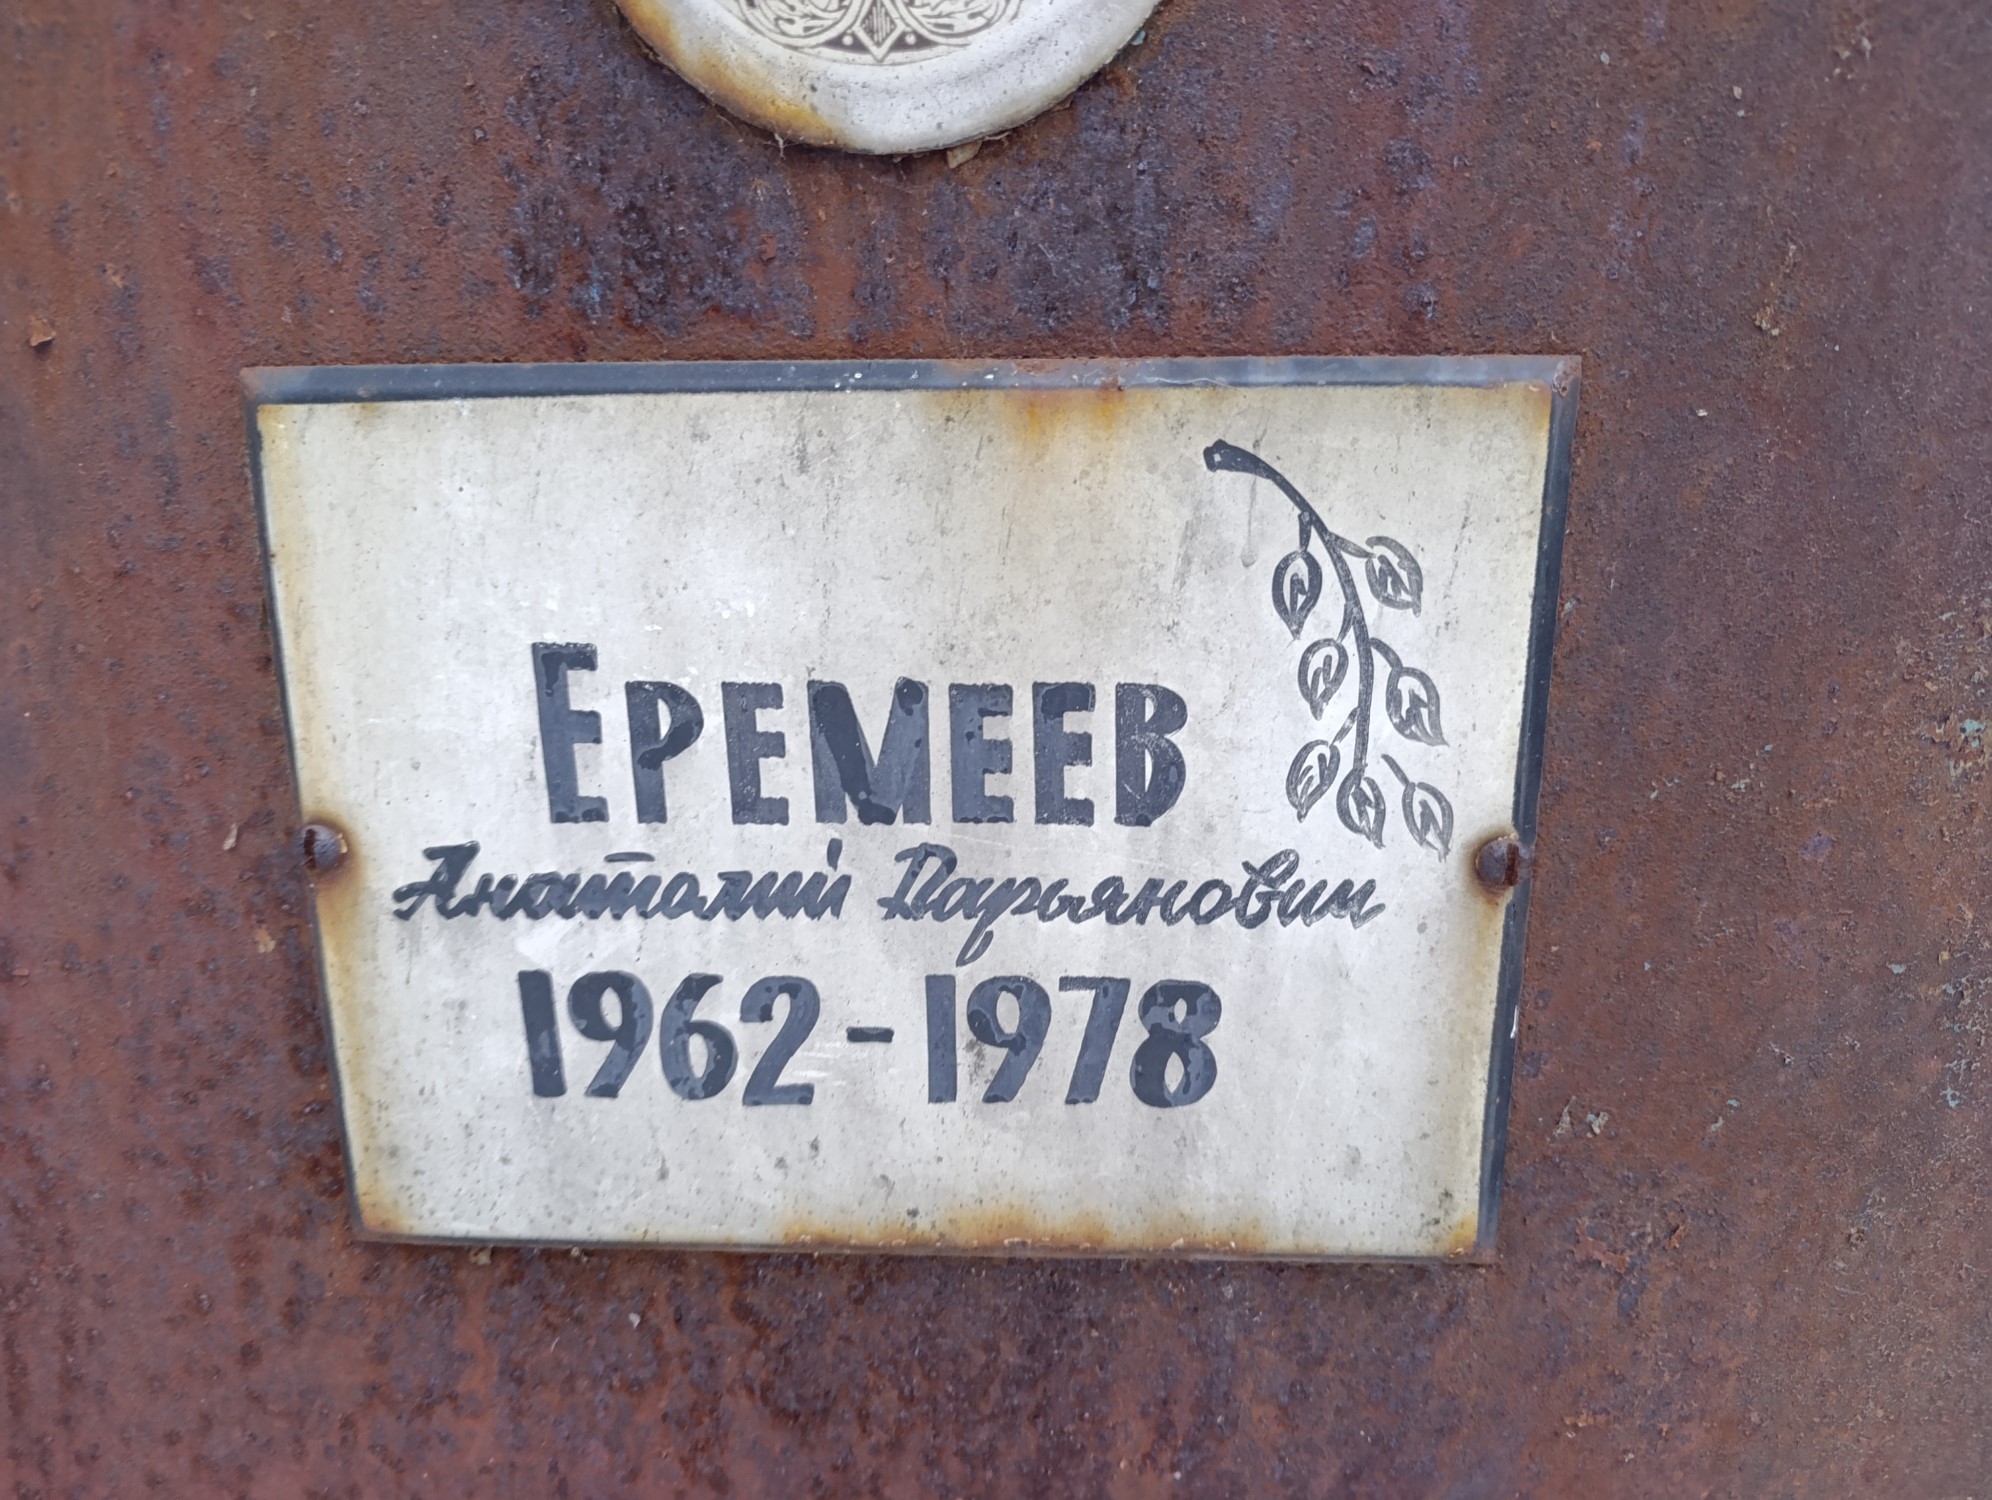 ЕРЕМЕЕВ
Анатолий Дарьянович
1962-1978